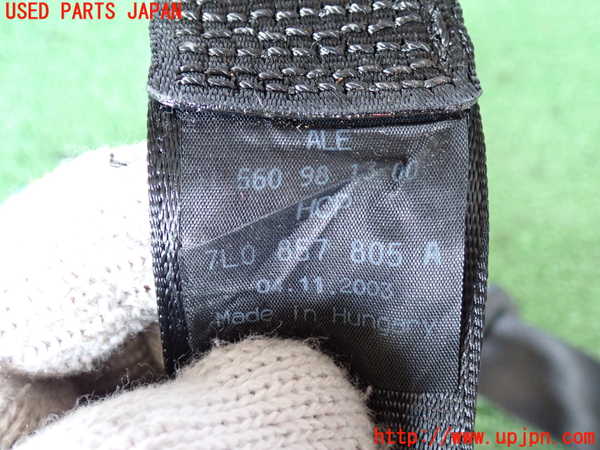 USED PARTS JAPAN
ALE
560 98 13-00
7L0 857 805 A
04.11.2003
Made in Hungary
http://www.upjpn.com/